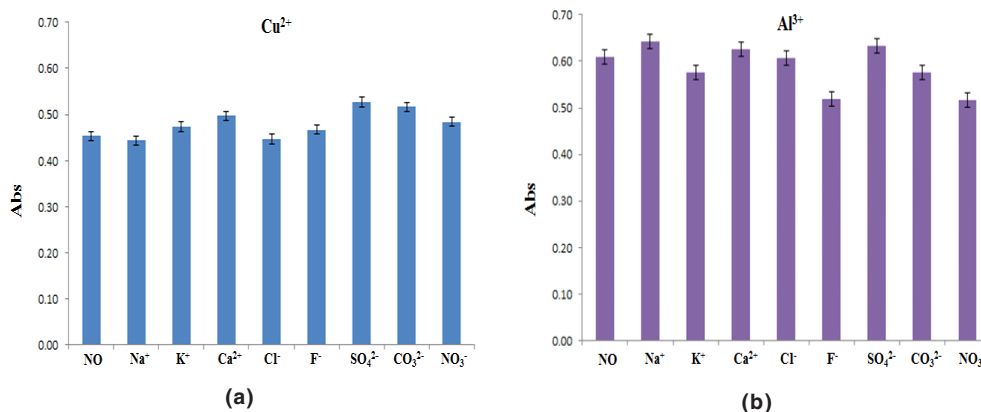 Cu²⁺
0.70
0.60
0.50
0.40
0.30
0.20
0.10
0.00
Abs
NO Na⁺ K⁺ Ca²⁺ Cl⁻ F⁻ SO₄²⁻ CO₃²⁻ NO₃⁻
(a)
Al³⁺
0.70
0.60
0.50
0.40
0.30
0.20
0.10
0.00
Abs
NO Na⁺ K⁺ Ca²⁺ Cl⁻ F⁻ SO₄²⁻ CO₃²⁻ NO₃
(b)